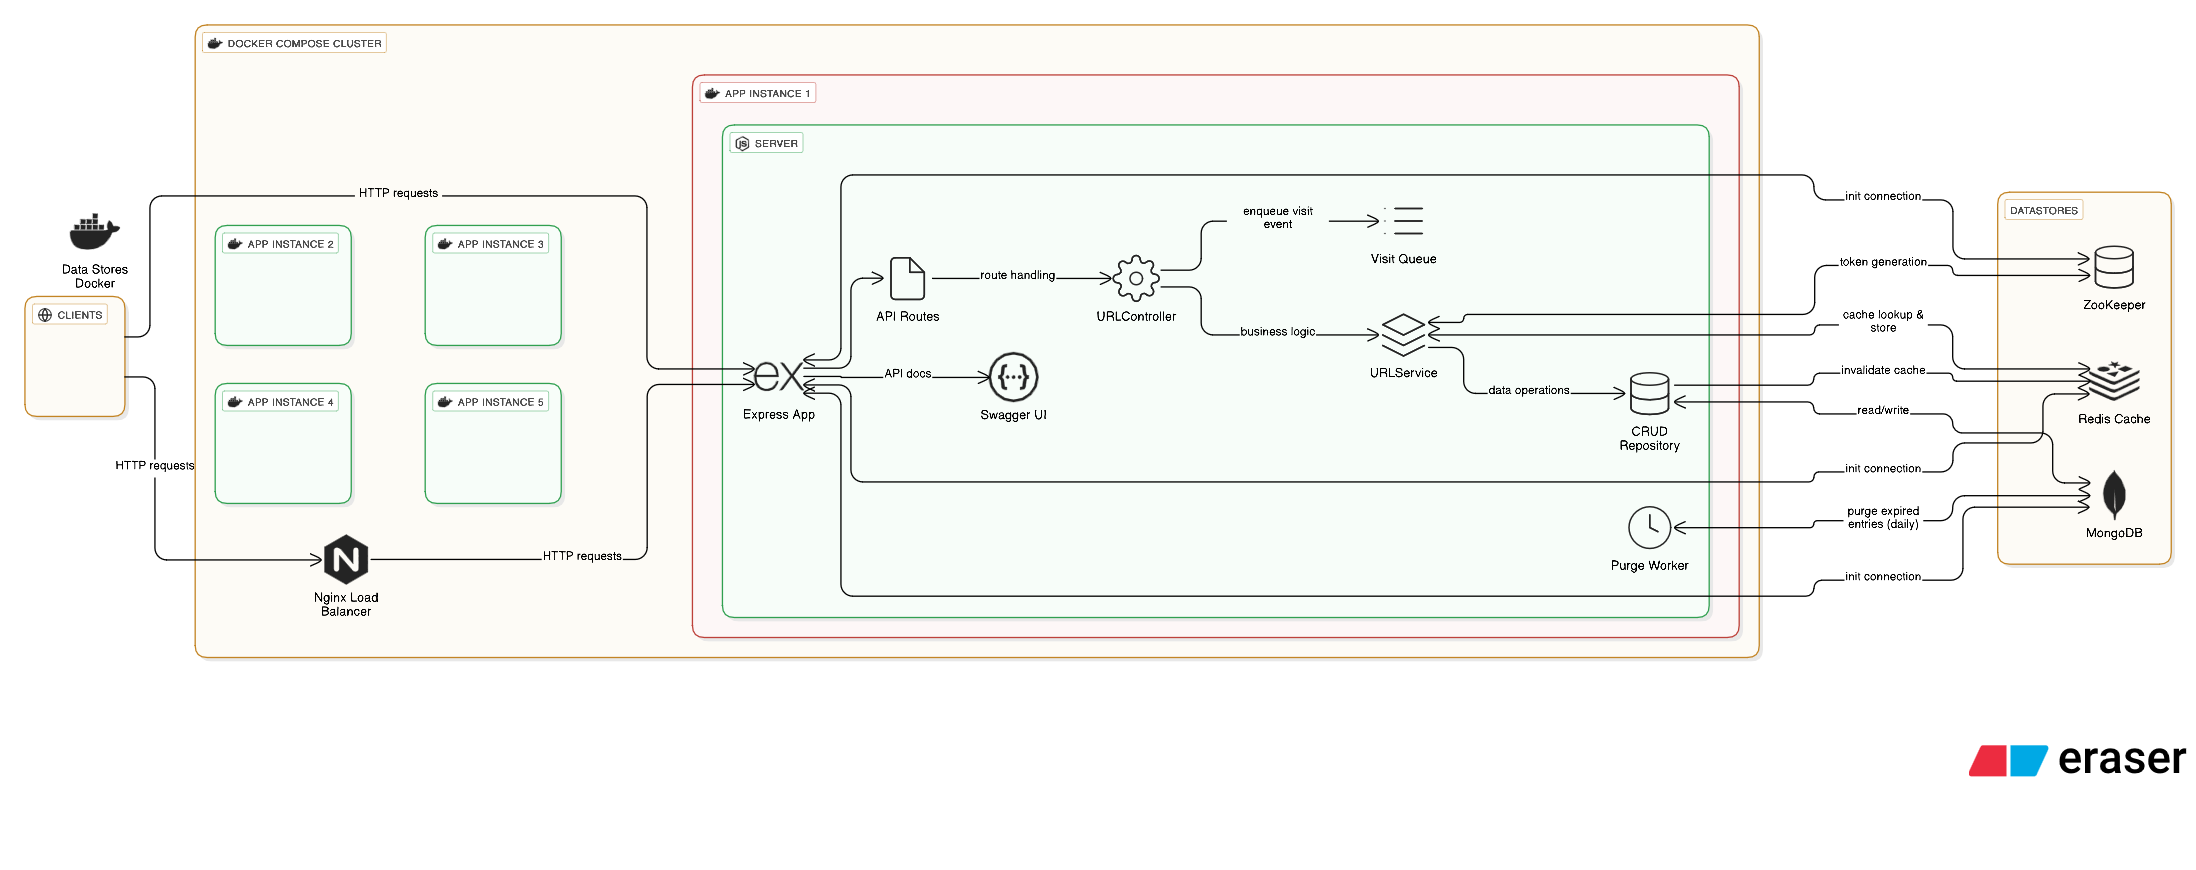 DOCKER COMPOSE CLUSTER
APP INSTANCE 1
SERVER
HTTP requests
init connection
DATASTORES
enqueue visit
event
APP INSTANCE 2
APP INSTANCE 3
Visit Queue
token generation
Data Stores
Docker
route handling
ZooKeeper
CLIENTS
API Routes
URLController
cache lookup &
store
business logic
URLService
invalidate cache
API docs
data operations
APP INSTANCE 4
APP INSTANCE 5
Express App
Swagger UI
read/write
Redis Cache
CRUD
Repository
HTTP requests
init connection
purge expired
entries (daily)
MongoDB
HTTP requests
Purge Worker
init connection
Nginx Load
Balancer
eraser